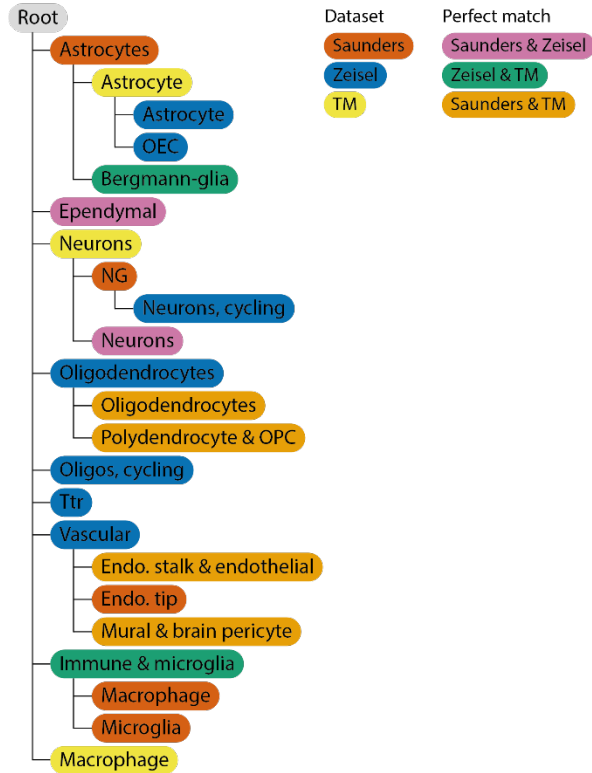 Root
Dataset
Perfect match
Astrocytes
Saunders
Saunders & Zeisel
Astrocyte
Zeisel
Zeisel & TM
Astrocyte
TM
Saunders & TM
OEC
Bergmann-glia
Ependymal
Neurons
NG
Neurons, cycling
Neurons
Oligodendrocytes
Oligodendrocytes
Polydendrocyte & OPC
Oligos, cycling
Ttr
Vascular
Endo. stalk & endothelial
Endo. tip
Mural & brain pericyte
Immune & microglia
Macrophage
Microglia
Macrophage